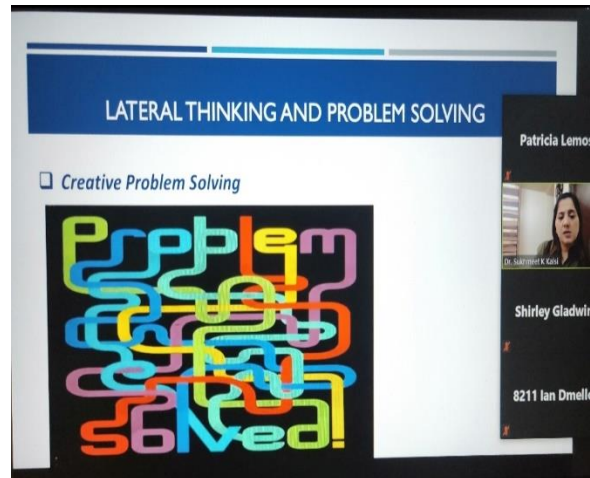 LATERAL THINKING AND PROBLEM SOLVING
Creative Problem Solving
Problem
solved!
Patricia Lemos
Dr. Sukhmeet K Kalsi
Shirley Gladwin
8211 Ian Dmello